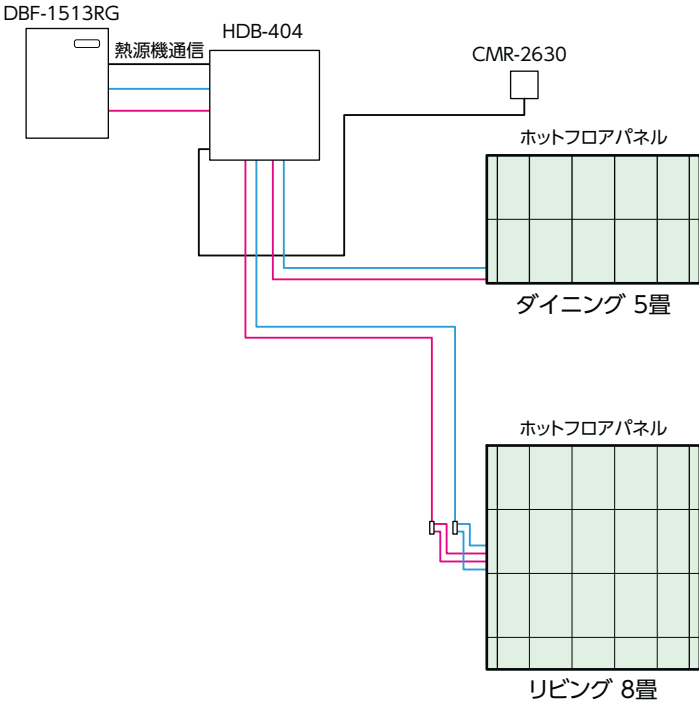 DBF-1513RG
熱源機通信
HDB-404
CMR-2630
ホットフロアパネル
ダイニング 5畳
ホットフロアパネル
リビング 8畳